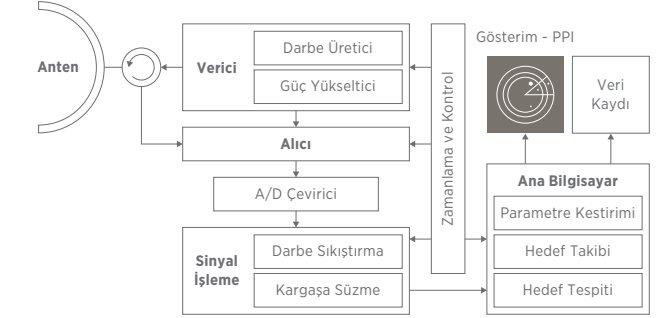 Anten
Verici
Darbe Üretici
Güç Yükseltici
Alıcı
A/D Çevirici
Sinyal
İşleme
Darbe Sıkıştırma
Kargaşa Süzme
Zamanlama ve Kontrol
Gösterim - PPI
Veri
Kaydı
Ana Bilgisayar
Parametre Kestirimi
Hedef Takibi
Hedef Tespiti